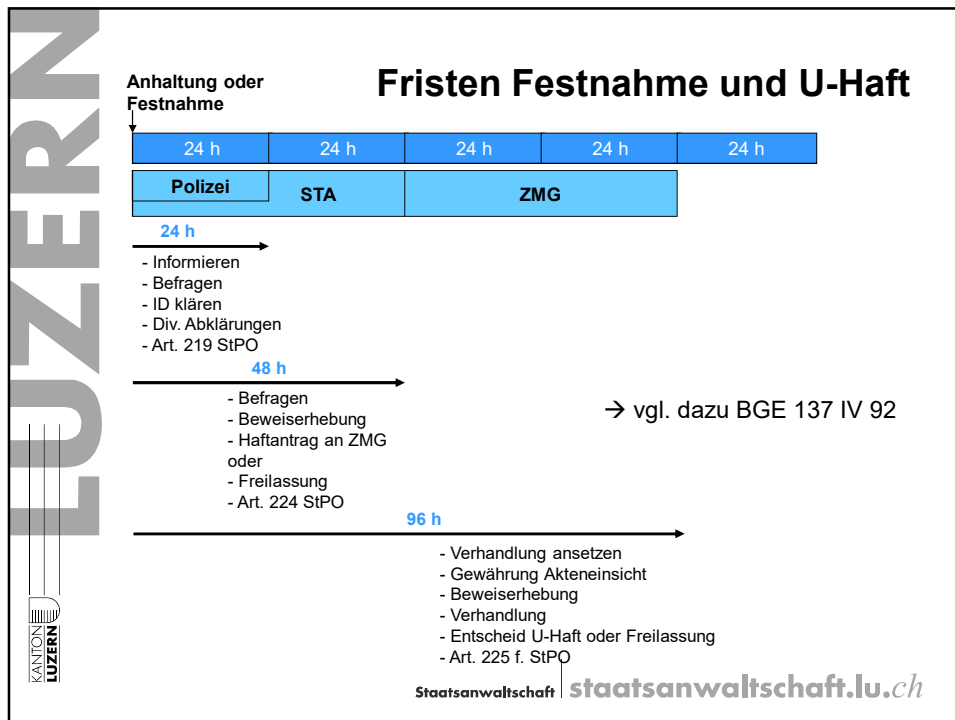 LUZERN
Anhaltung oder
Festnahme
Fristen Festnahme und U-Haft
24 h
24 h
24 h
24 h
24 h
Polizei
STA
ZMG
24 h
- Informieren
- Befragen
- ID klären
- Div. Abklärungen
- Art. 219 StPO
48 h
- Befragen
- Beweiserhebung
- Haftantrag an ZMG
oder
- Freilassung
- Art. 224 StPO
→ vgl. dazu BGE 137 IV 92
96 h
- Verhandlung ansetzen
- Gewährung Akteneinsicht
- Beweiserhebung
- Verhandlung
- Entscheid U-Haft oder Freilassung
- Art. 225 f. StPO
KANTON
LUZERN
Staatsanwaltschaft
staatsanwaltschaft.lu.ch